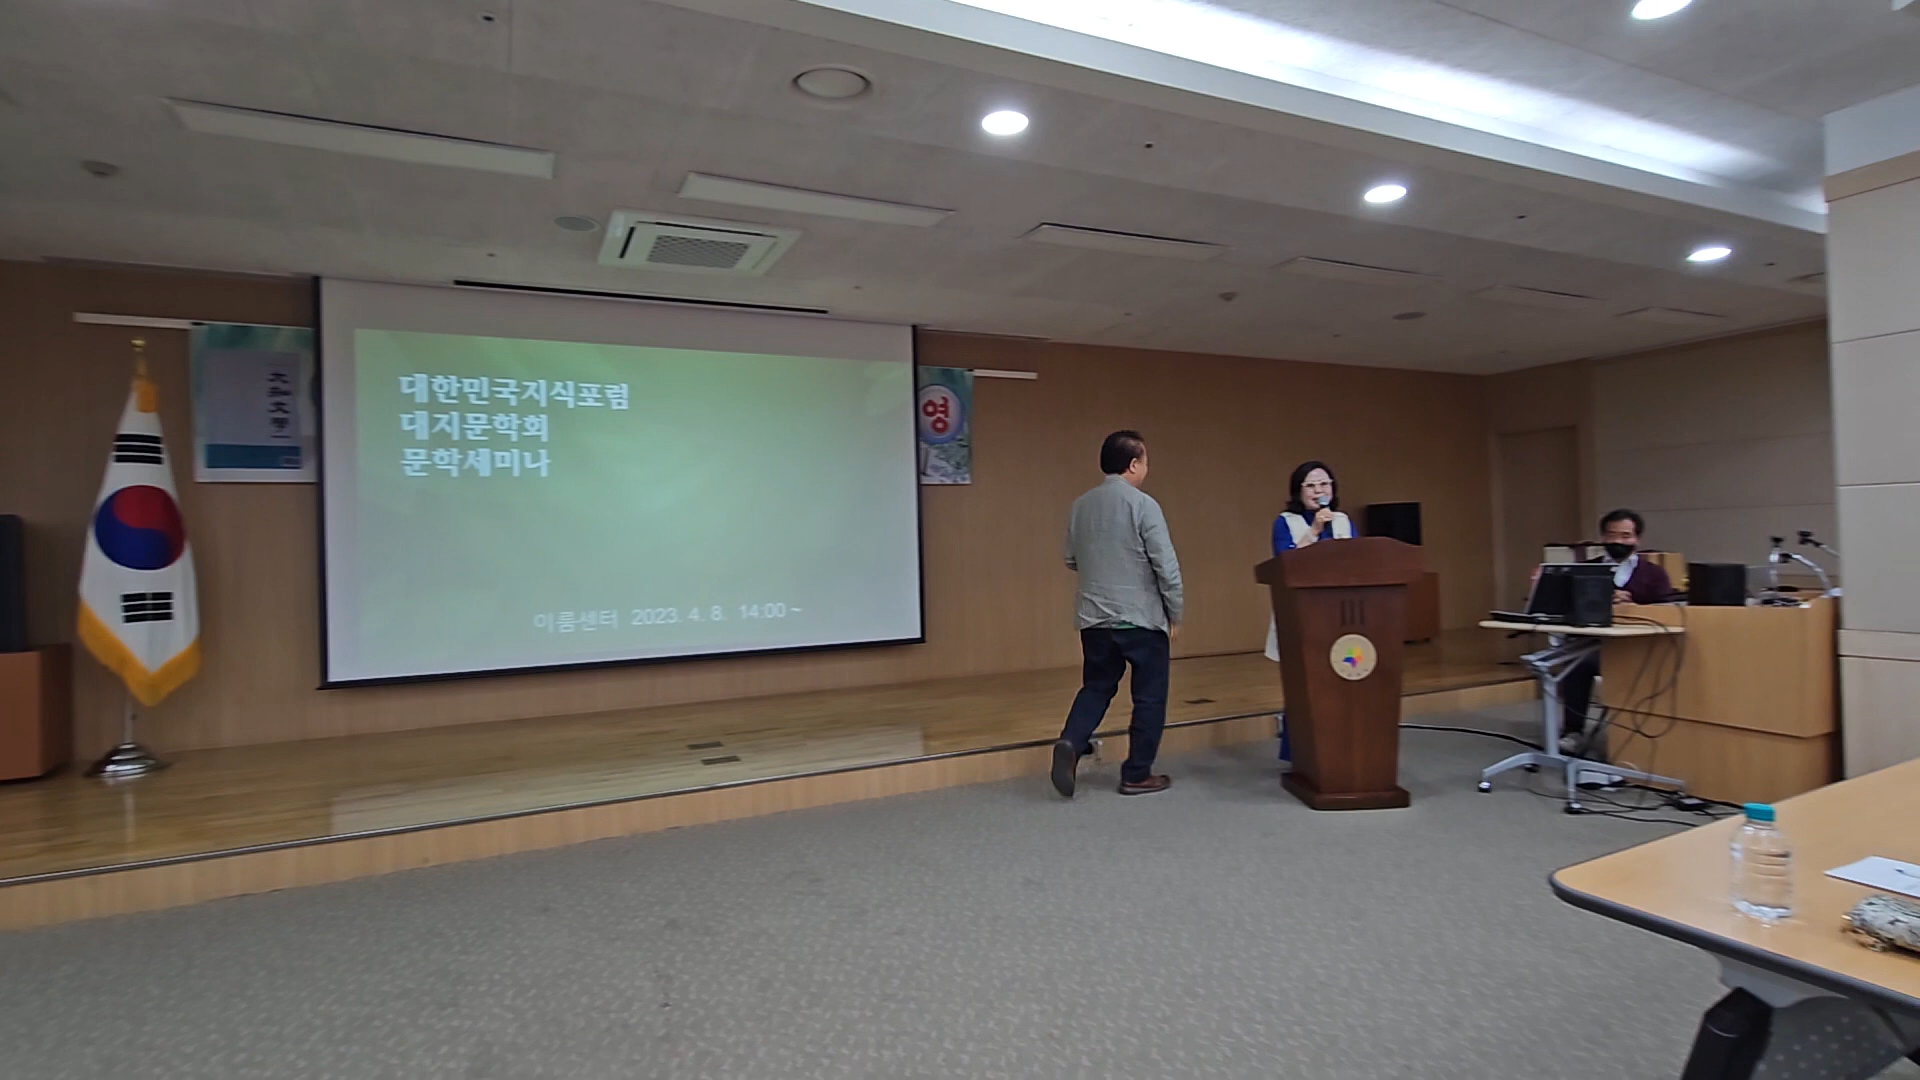 대한민국지식포럼
대지문학회
문학세미나
이룸센터 2023. 4. 8. 14:00 ~
영